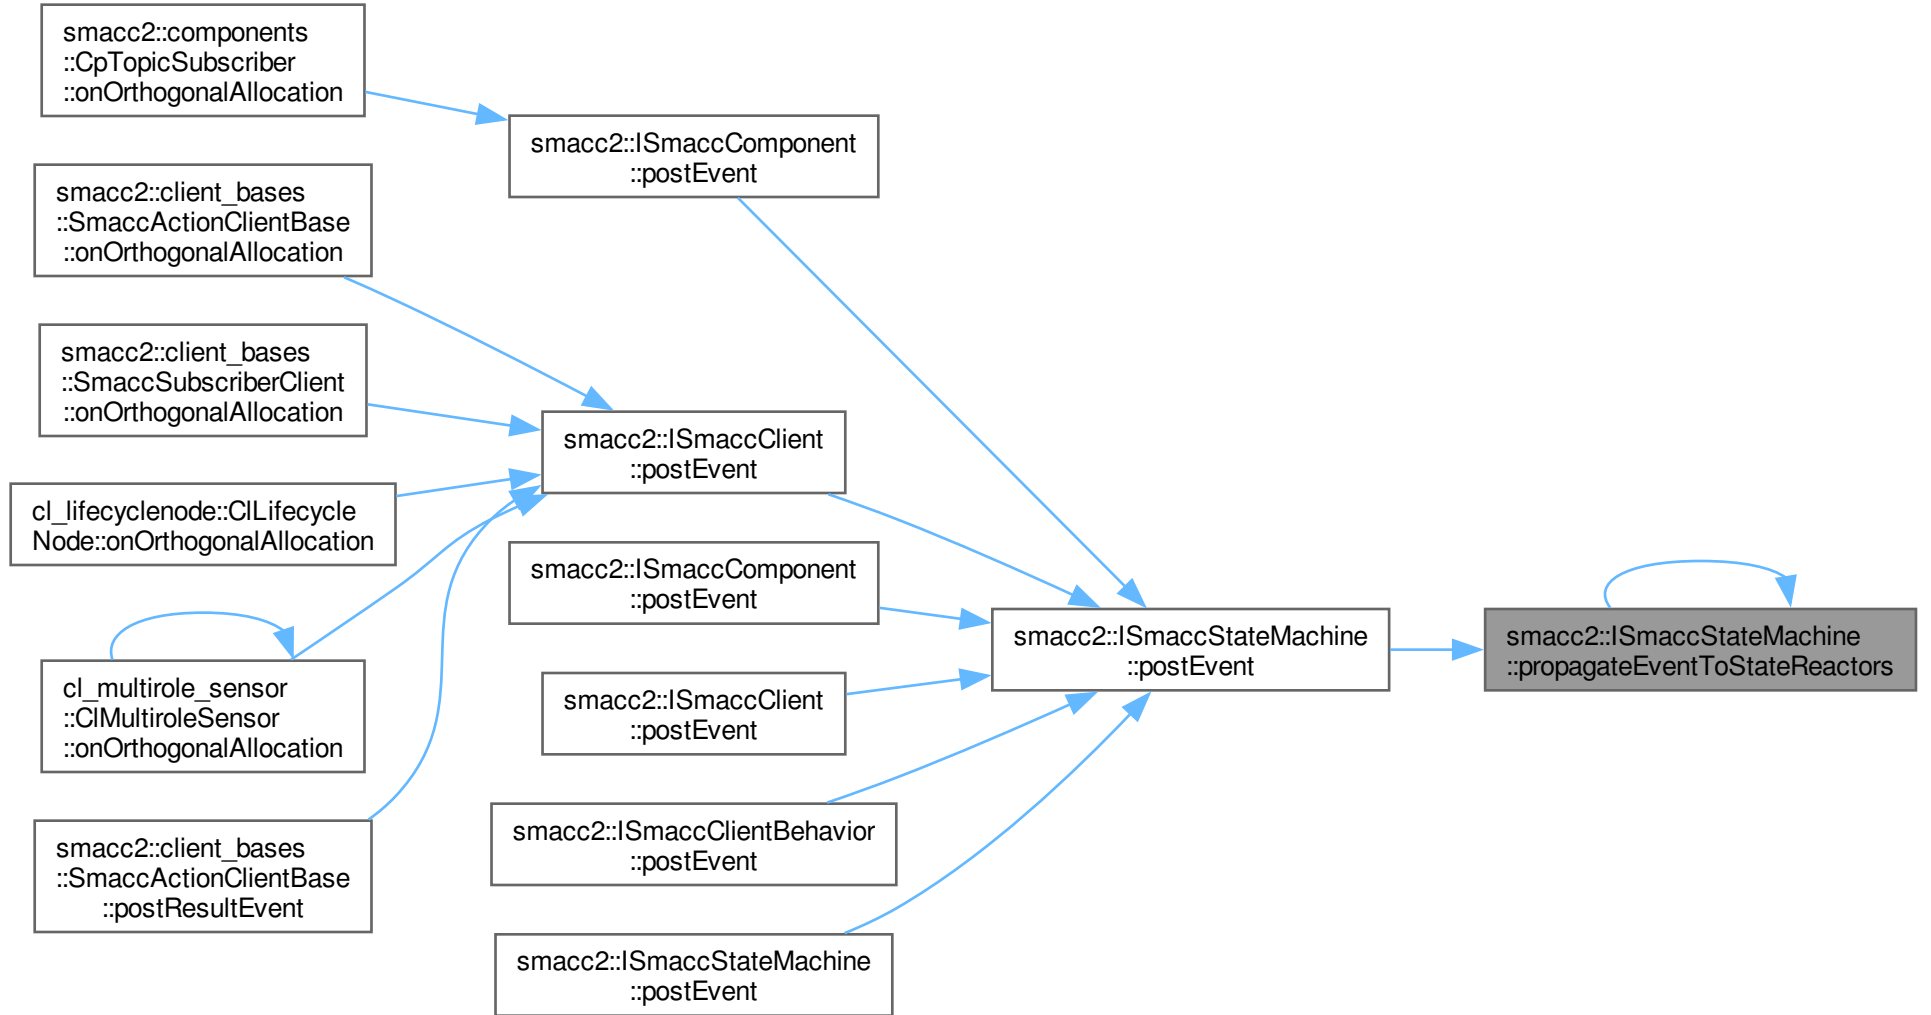 smacc2::components
::CpTopicSubscriber
::onOrthogonalAllocation
smacc2::client_bases
::SmaccActionClientBase
::onOrthogonalAllocation
smacc2::client_bases
::SmaccSubscriberClient
::onOrthogonalAllocation
cl_lifecyclenode::ClLifecycle
Node::onOrthogonalAllocation
cl_multirole_sensor
::ClMultiroleSensor
::onOrthogonalAllocation
smacc2::client_bases
::SmaccActionClientBase
::postResultEvent
smacc2::ISmaccComponent
::postEvent
smacc2::ISmaccClient
::postEvent
smacc2::ISmaccComponent
::postEvent
smacc2::ISmaccClient
::postEvent
smacc2::ISmaccClientBehavior
::postEvent
smacc2::ISmaccStateMachine
::postEvent
smacc2::ISmaccStateMachine
::postEvent
smacc2::ISmaccStateMachine
::propagateEventToStateReactors